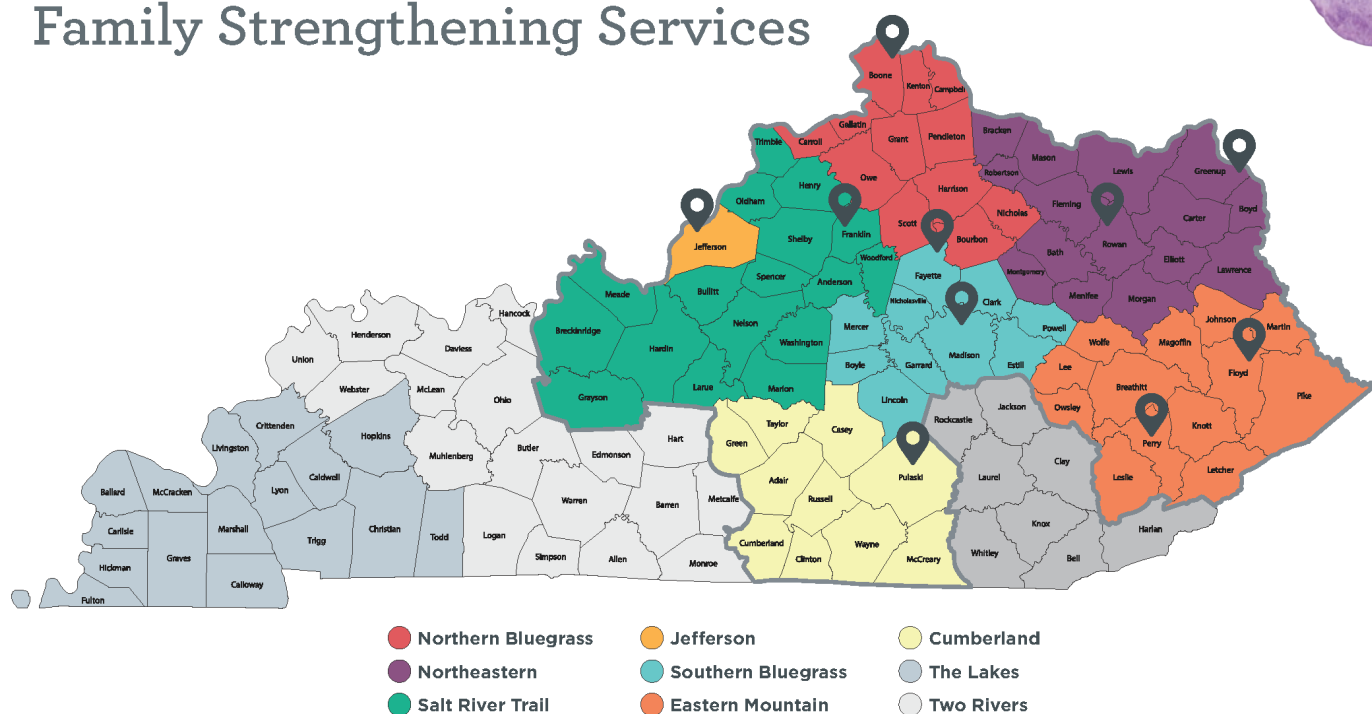 Family Strengthening Services
Boone
Kenton
Campbell
Gallatin
Carroll
Grant
Pendleton
Trimble
Owe
Harrison
Henry
Oldham
Scott
Nicholas
Bourbon
Bracken
Mason
Robertson
Lewis
Greenup
Fleming
Boyd
Carter
Rowan
Bath
Elliott
Lawrence
Montgomery
Menifee
Morgan
Jefferson
Shelby
Franklin
Woodford
Spencer
Anderson
Bullitt
Meade
Nelson
Breckinridge
Hardin
Washington
Larue
Marion
Grayson
Fayette
Nicholasville
Clark
Mercer
Powell
Boyle
Garrard
Madison
Estill
Lincoln
Johnson
Martin
Wolfe
Magoffin
Lee
Floyd
Breathitt
Pike
Owsley
Knott
Perry
Leslie
Letcher
Hancock
Henderson
Daviess
Union
Webster
McLean
Ohio
Muhlenberg
Butler
Edmonson
Hart
Warren
Barren
Metcalfe
Logan
Simpson
Allen
Monroe
Crittenden
Livingston
Hopkins
Caldwell
Lyon
Ballard
McCracken
Carlisle
Marshall
Graves
Trigg
Christian
Todd
Hickman
Calloway
Fulton
Taylor
Casey
Green
Pulaski
Adair
Russell
Cumberland
Clinton
Wayne
McCreary
Rockcastle
Jackson
Laurel
Clay
Knox
Harlan
Whitley
Bell
Northern Bluegrass
Jefferson
Cumberland
Northeastern
Southern Bluegrass
The Lakes
Salt River Trail
Eastern Mountain
Two Rivers